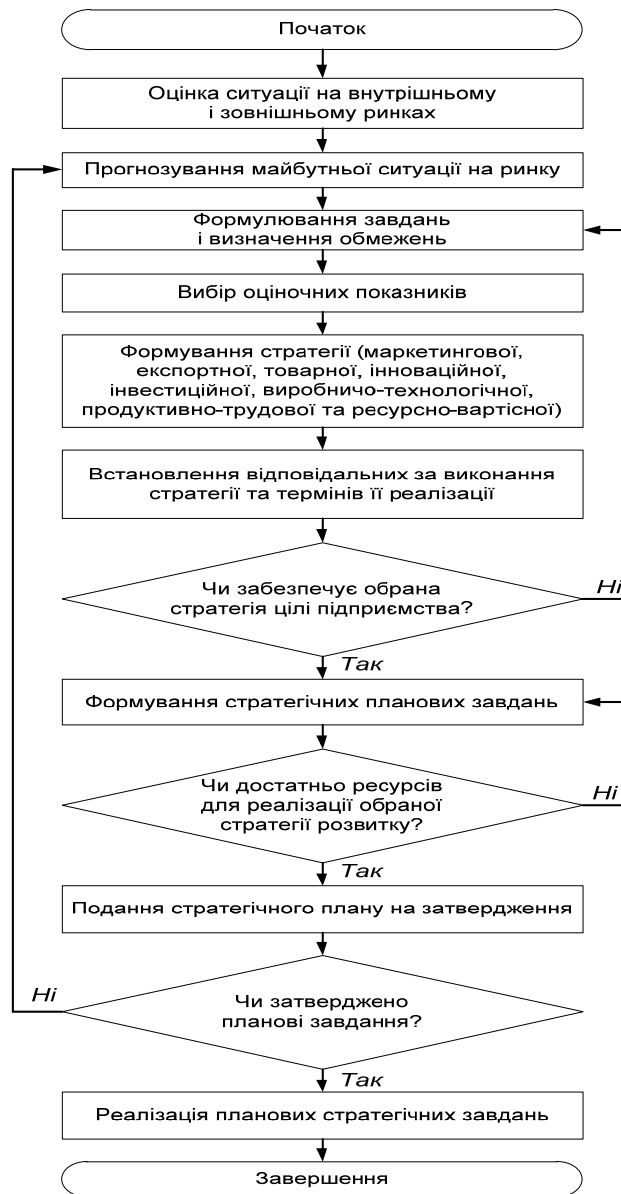 Початок
Оцінка ситуації на внутрішньому
і зовнішньому ринках
Прогнозування майбутньої ситуації на ринку
Формулювання завдань
і визначення обмежень
Вибір оціночних показників
Формування стратегії (маркетингової,
експортної, товарної, інноваційної,
інвестиційної, виробничо-технологічної,
продуктивно-трудової та ресурсно-вартісної)
Встановлення відповідальних за виконання
стратегії та термінів її реалізації
Чи забезпечує обрана
стратегія цілі підприємства?
Ні
Так
Формування стратегічних планових завдань
Чи достатньо ресурсів
для реалізації обраної
стратегії розвитку?
Ні
Так
Подання стратегічного плану на затвердження
Ні
Чи затверджено
планові завдання?
Так
Реалізація планових стратегічних завдань
Завершення